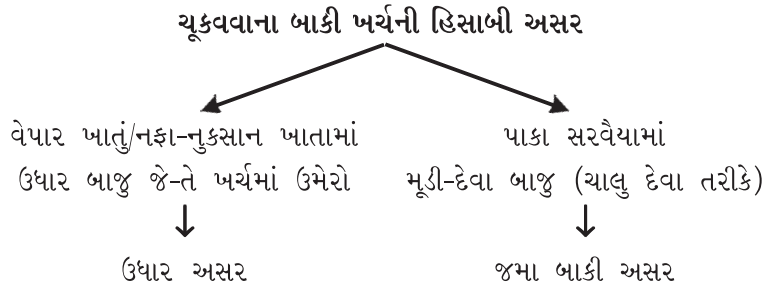 ચૂકવવાના બાકી ખર્ચની હિસાબી અસર
વેપાર ખાતું/નફા-નુકસાન ખાતામાં
ઉધાર બાજુ જે-તે ખર્ચમાં ઉમેરો
ઉધાર અસર
પાકા સરવૈયામાં
મૂડી-દેવા બાજુ (ચાલુ દેવા તરીકે)
જમા બાકી અસર